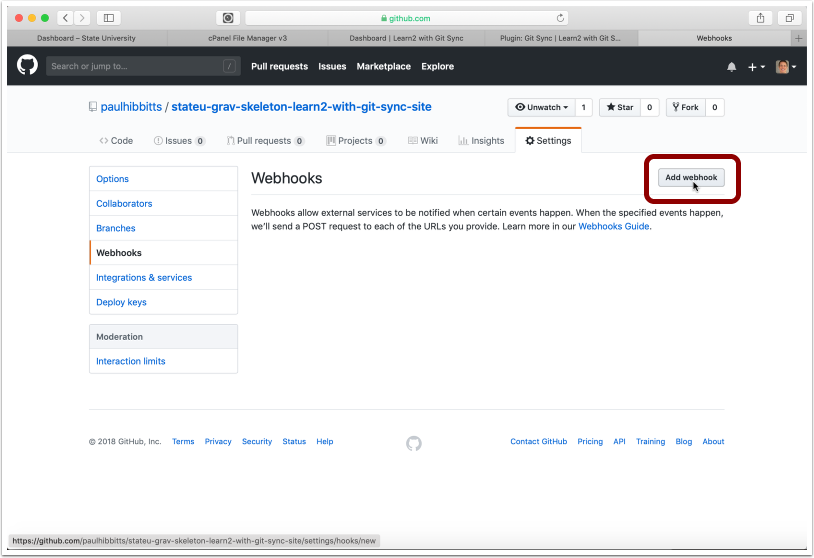 github.com
Dashboard – State University
cPanel File Manager v3
Dashboard | Learn2 with Git Sync
Plugin: Git Sync | Learn2 with Git S...
Webhooks
Search or jump to...
/
Pull requests
Issues
Marketplace
Explore
paulhibbitts / stateu-grav-skeleton-learn2-with-git-sync-site
Unwatch 1
Star 0
Fork 0
Code
Issues 0
Pull requests 0
Projects 0
Wiki
Insights
Settings
Options
Collaborators
Branches
Webhooks
Integrations & services
Deploy keys
Moderation
Interaction limits
Webhooks
Add webhook
Webhooks allow external services to be notified when certain events happen. When the specified events happen,
we'll send a POST request to each of the URLs you provide. Learn more in our Webhooks Guide.
© 2018 GitHub, Inc. Terms Privacy Security Status Help
Contact GitHub Pricing API Training Blog About
https://github.com/paulhibbitts/stateu-grav-skeleton-learn2-with-git-sync-site/settings/hooks/new